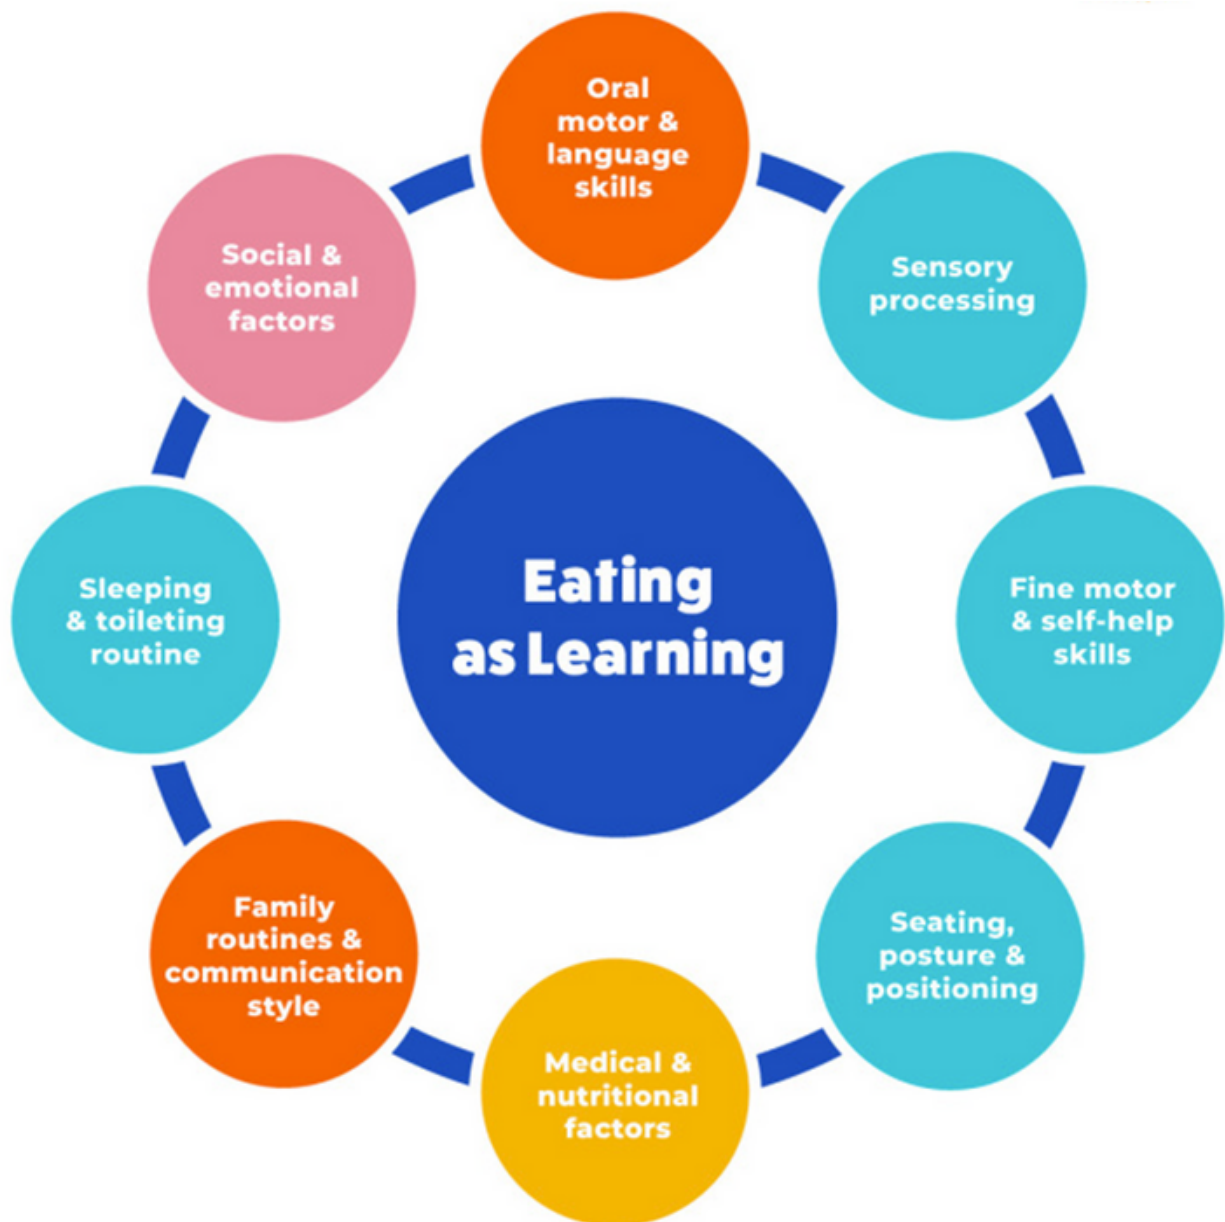 Oral
motor &
language
skills
Sensory
processing
Fine motor
& self-help
skills
Seating,
posture &
positioning
Medical &
nutritional
factors
Family
routines &
communication
style
Sleeping
& toileting
routine
Social &
emotional
factors
Eating
as Learning